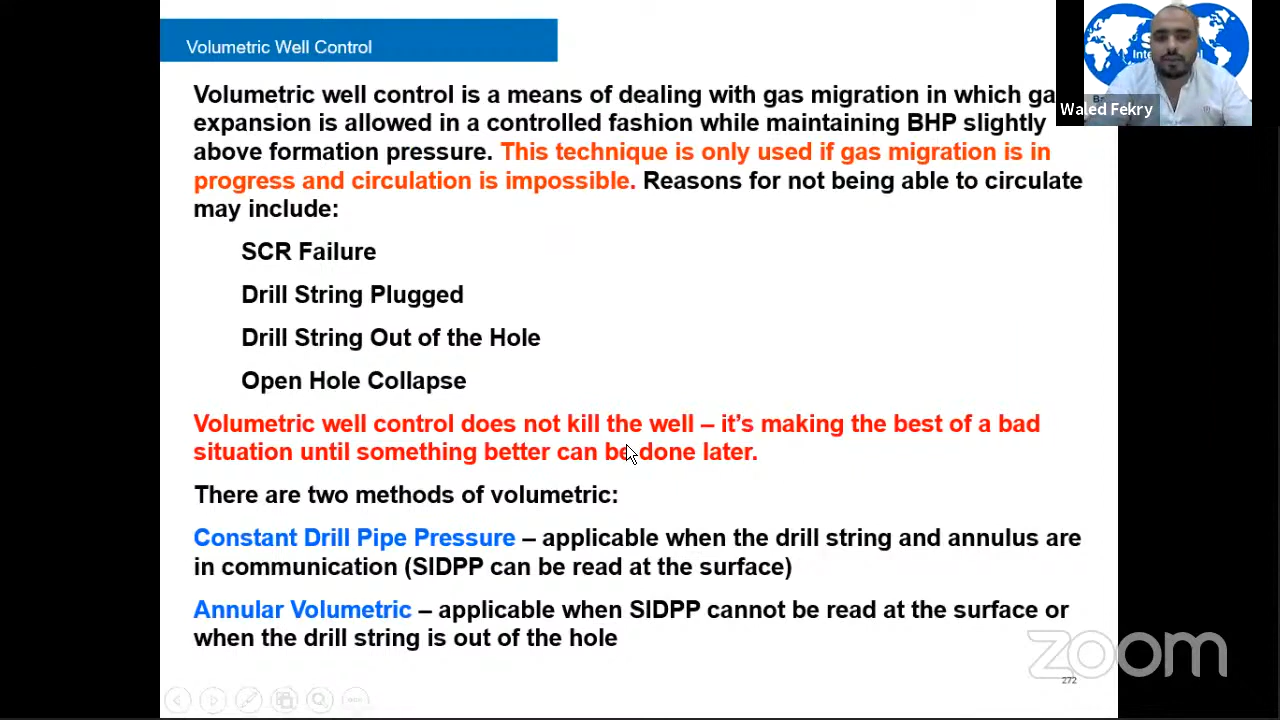 Volumetric Well Control
Volumetric well control is a means of dealing with gas migration in which ga
expansion is allowed in a controlled fashion while maintaining BHP slightly
above formation pressure. This technique is only used if gas migration is in
progress and circulation is impossible. Reasons for not being able to circulate
may include:
SCR Failure
Drill String Plugged
Drill String Out of the Hole
Open Hole Collapse
Volumetric well control does not kill the well – it's making the best of a bad
situation until something better can be done later.
There are two methods of volumetric:
Constant Drill Pipe Pressure – applicable when the drill string and annulus are
in communication (SIDPP can be read at the surface)
Annular Volumetric – applicable when SIDPP cannot be read at the surface or
when the drill string is out of the hole
272
Waled Fekry
zoom